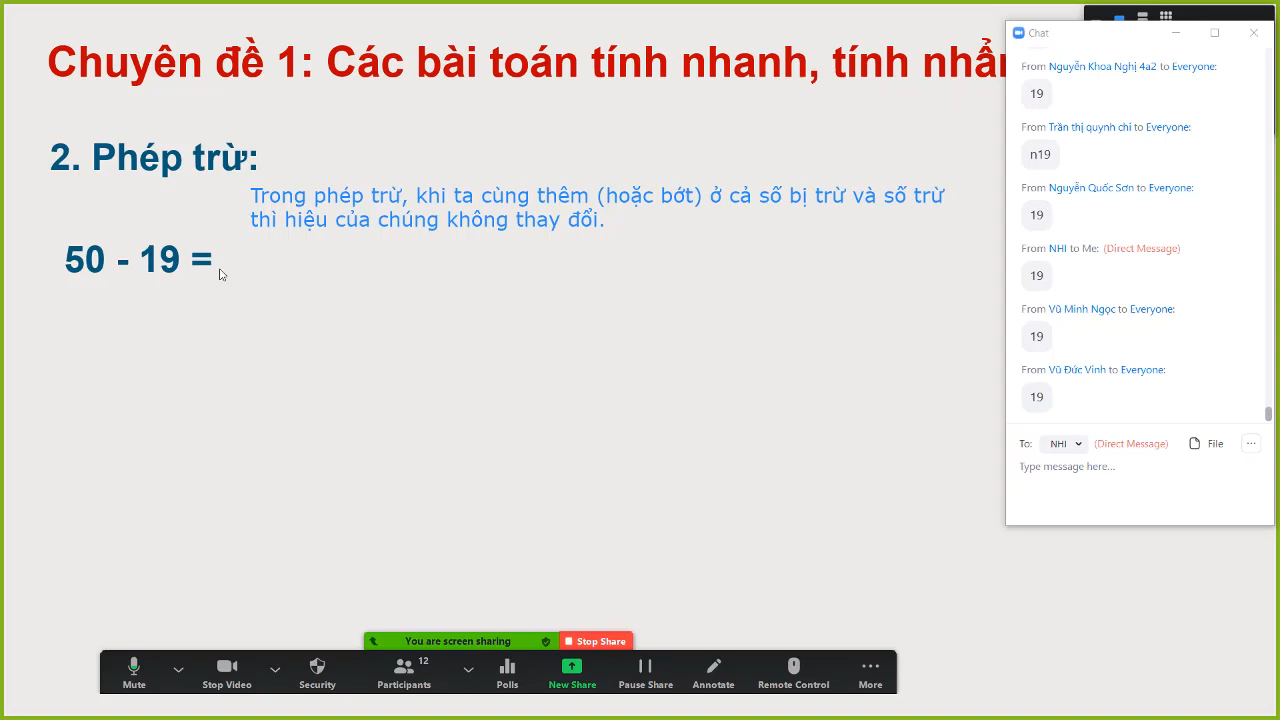 Chuyên đề 1: Các bài toán tính nhanh, tính nhẩ
2. Phép trừ:
Trong phép trừ, khi ta cùng thêm (hoặc bớt) ở cả số bị trừ và số trừ
thì hiệu của chúng không thay đổi.
50 - 19 =
Chat
From Nguyễn Khoa Nghị 4a2 to Everyone:
19
From Trần thị quynh chi to Everyone:
n19
From Nguyễn Quốc Sơn to Everyone:
19
From NHI to Me: (Direct Message)
19
From Vũ Minh Ngọc to Everyone:
19
From Vũ Đức Vinh to Everyone:
19
To: NHI (Direct Message) File
Type message here...
You are screen sharing Stop Share
12
Mute Stop Video Security Participants Polls New Share Pause Share Annotate Remote Control More